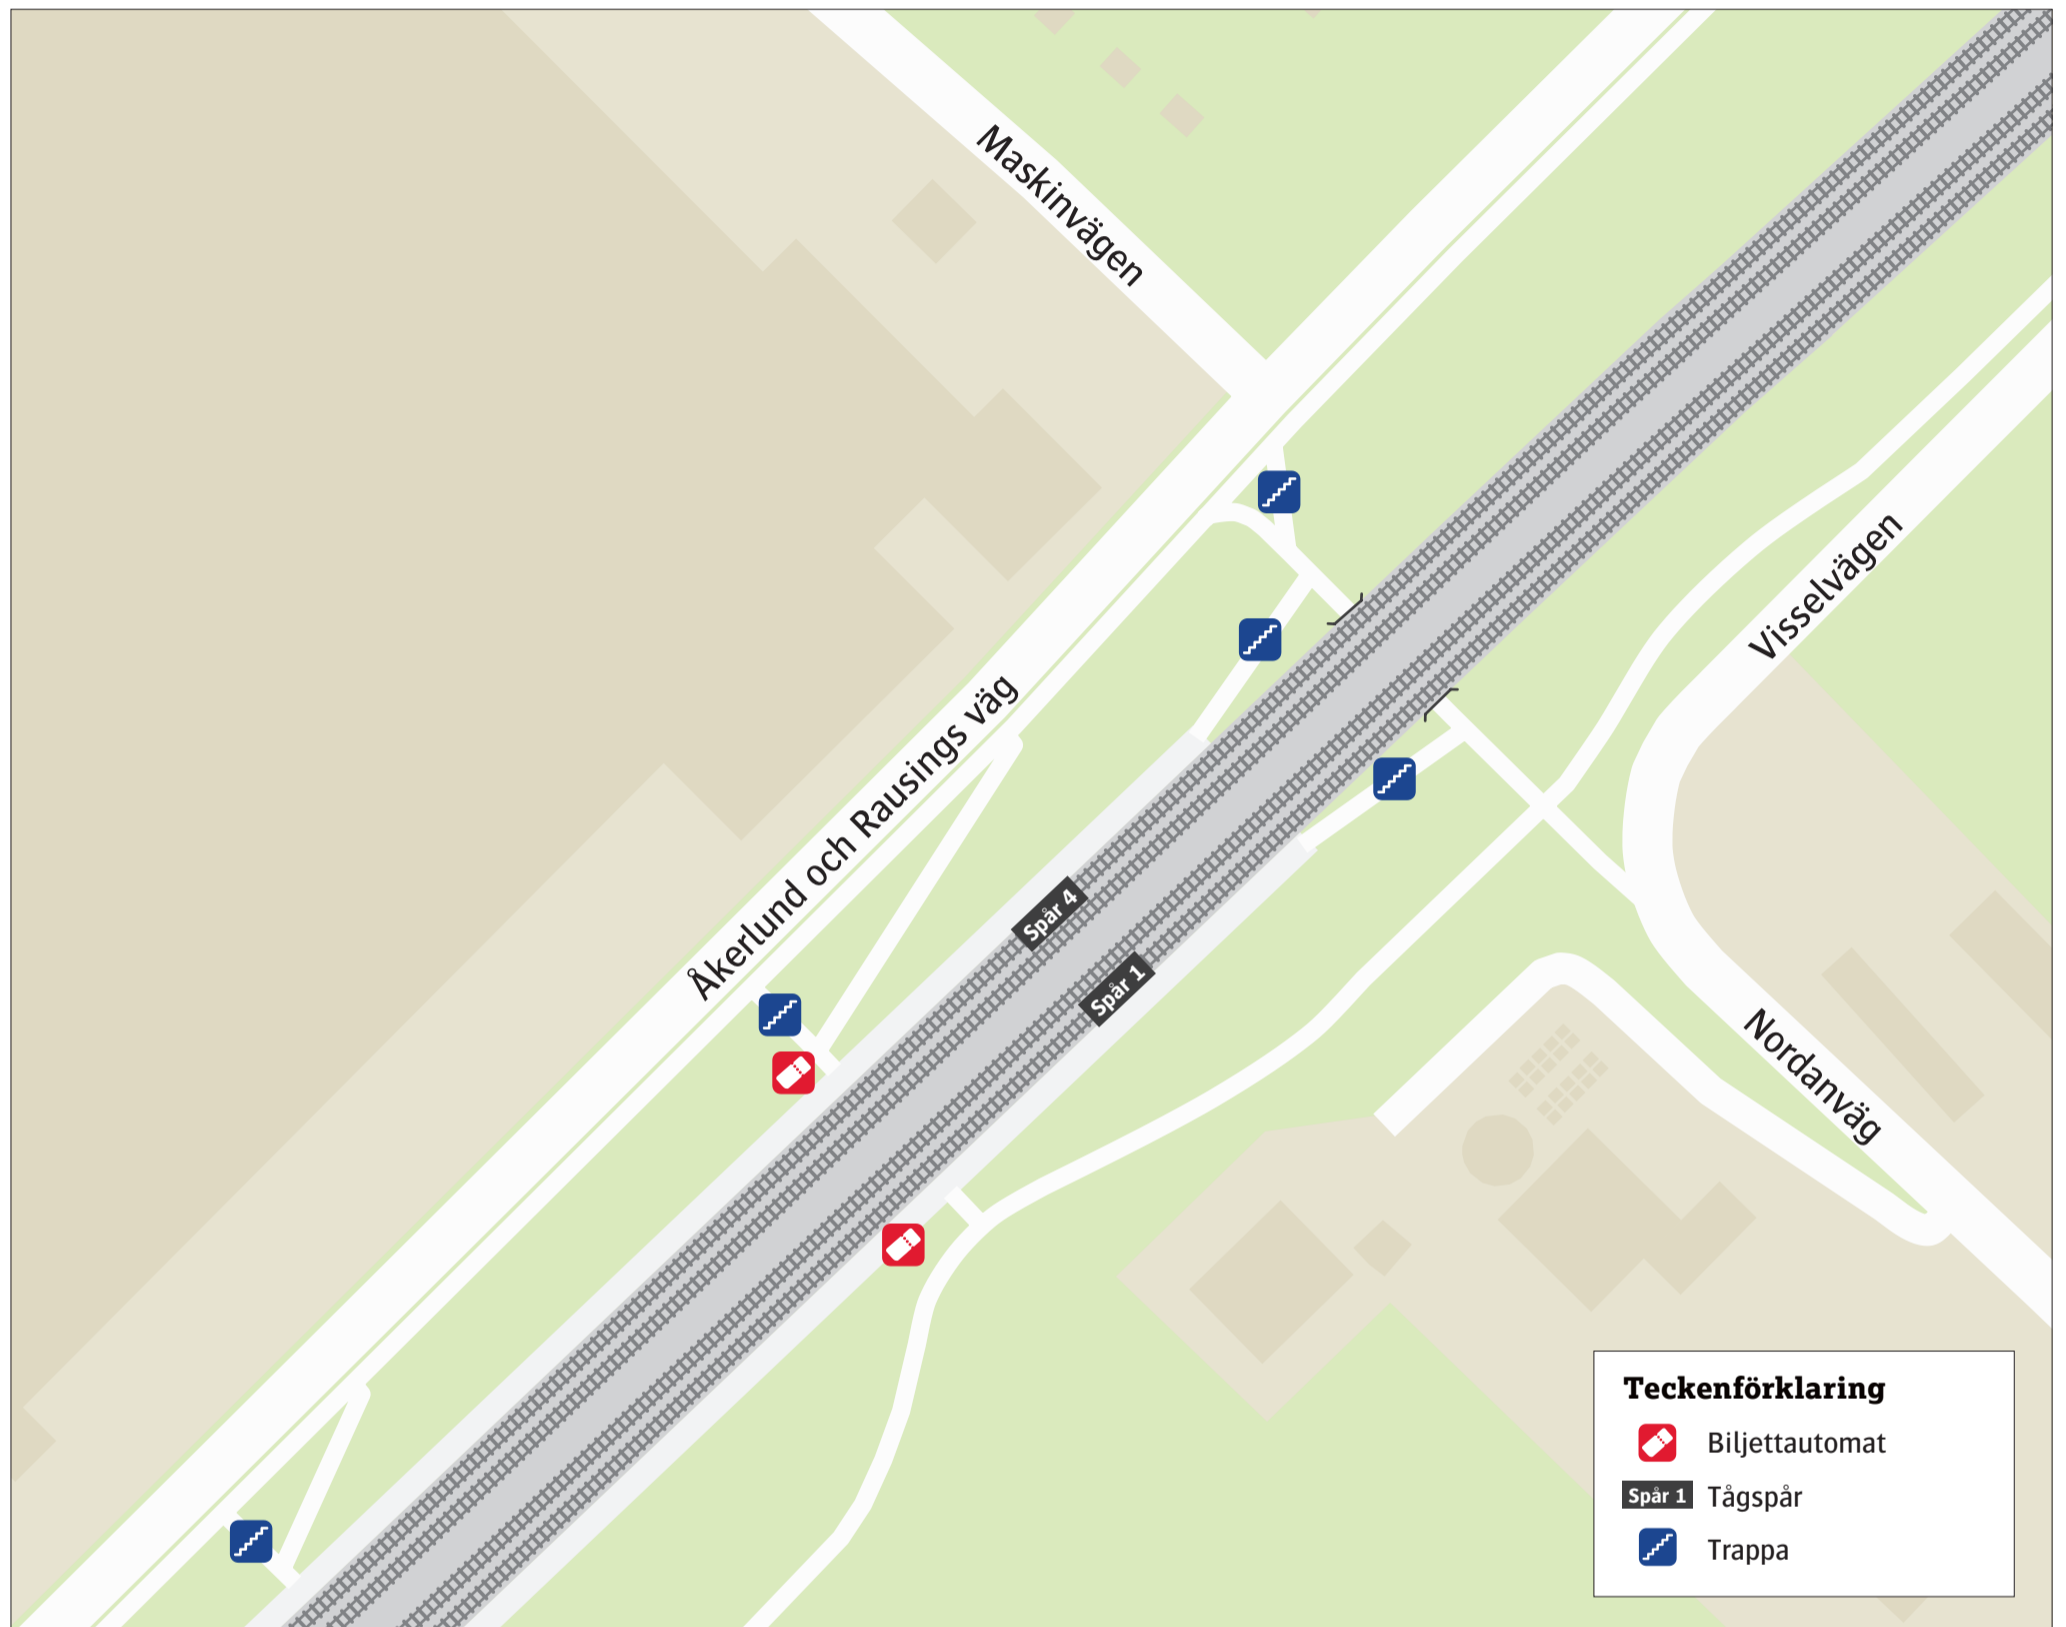 Maskinvägen
Visselvägen
Åkerlund och Rausings väg
Spår 4
Spår 1
Nordanväg
Teckenförklaring
Biljettautomat
Spår 1 Tågspår
Trappa